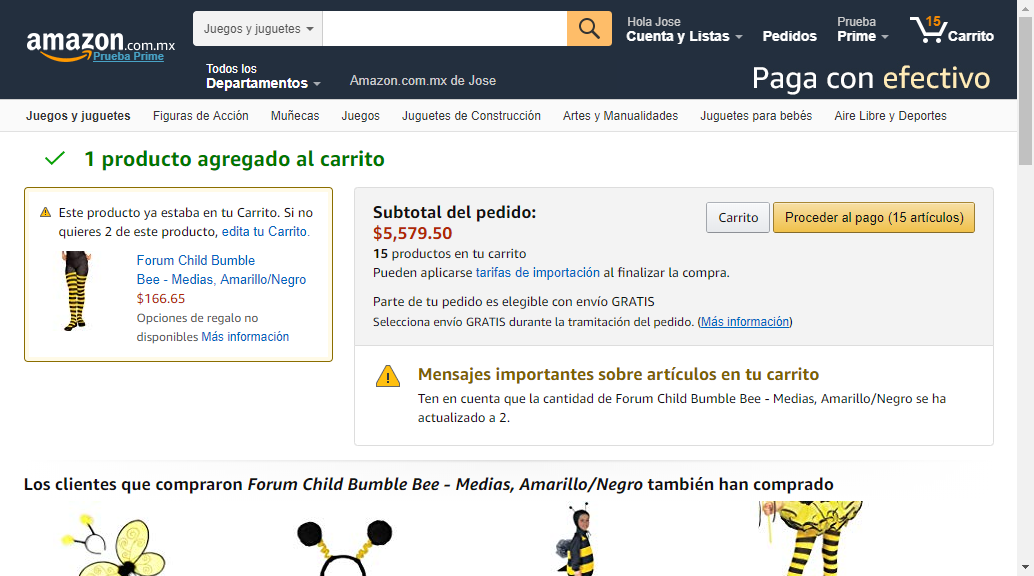 amazon.com.mx
Prueba Prime
Juegos y juguetes
Hola Jose
Cuenta y Listas
Pedidos
Prueba
Prime
15
Carrito
Todos los
Departamentos
Amazon.com.mx de Jose
Paga con efectivo
Juegos y juguetes Figuras de Acción Muñecas Juegos Juguetes de Construcción Artes y Manualidades Juguetes para bebés Aire Libre y Deportes
1 producto agregado al carrito
Este producto ya estaba en tu Carrito. Si no
quieres 2 de este producto, edita tu Carrito.
Forum Child Bumble
Bee - Medias, Amarillo/Negro
$166.65
Opciones de regalo no
disponibles Más información
Subtotal del pedido:
$5,579.50
15 productos en tu carrito
Pueden aplicarse tarifas de importación al finalizar la compra.
Parte de tu pedido es elegible con envío GRATIS
Selecciona envío GRATIS durante la tramitación del pedido. (Más información)
Carrito
Proceder al pago (15 artículos)
Mensajes importantes sobre artículos en tu carrito
Ten en cuenta que la cantidad de Forum Child Bumble Bee - Medias, Amarillo/Negro se ha
actualizado a 2.
Los clientes que compraron Forum Child Bumble Bee - Medias, Amarillo/Negro también han comprado